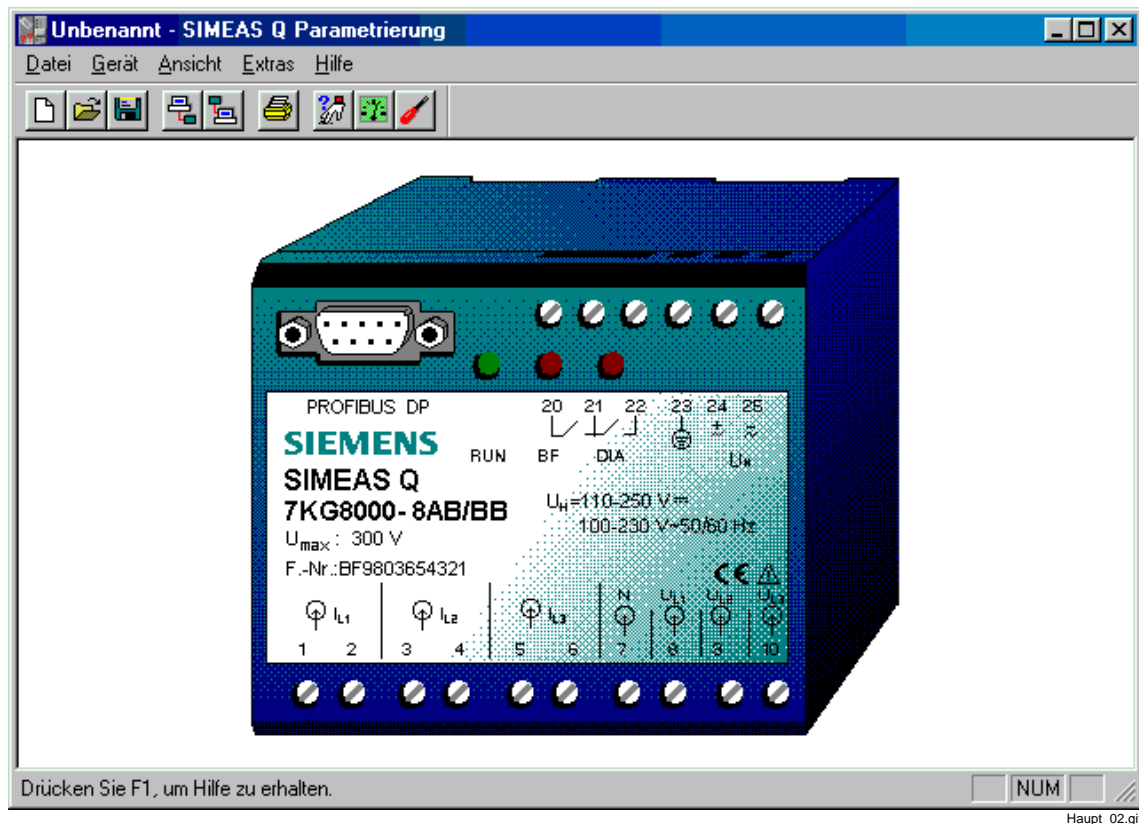 Unbenannt - SIMEAS Q Parametrierung
Datei Gerät Ansicht Extras Hilfe
PROFIBUS DP 20 21 22 23 24 25
SIEMENS
RUN BF DIA
SIMEAS Q
7KG8000- 8AB/BB
UH=110-250 V
100-230 V~50/60 Hz
Umax : 300 V
F.-Nr.:BF9803654321
CE
IL1 IL2 IL3 N UL1 UL2 UL3
1 2 3 4 5 6 7 8 9 10
Drücken Sie F1, um Hilfe zu erhalten.
NUM